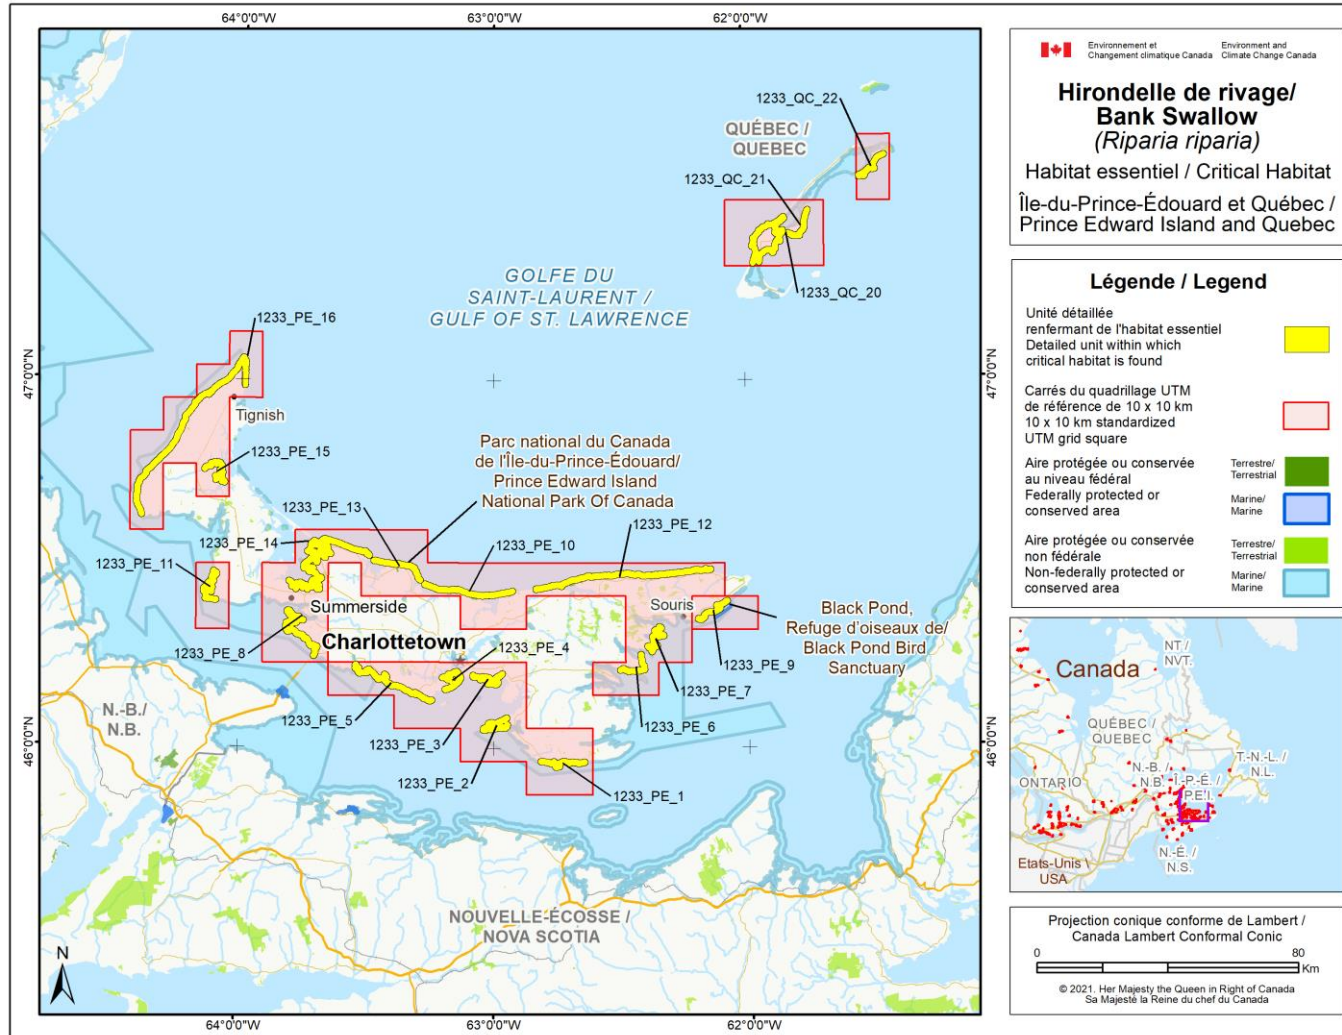 64°0'0"W
63°0'0"W
62°0'0"W
1233_QC_22
QUÉBEC /
QUEBEC
1233_QC_21
1233_QC_20
GOLFE DU
SAINT-LAURENT /
GULF OF ST. LAWRENCE
1233_PE_16
47°0'0"N
47°0'0"N
Tignish
1233_PE_15
Parc national du Canada
de l'Île-du-Prince-Édouard/
Prince Edward Island
National Park Of Canada
1233_PE_13
1233_PE_12
1233_PE_14
1233_PE_10
1233_PE_11
Summerside
Souris
Black Pond,
Refuge d'oiseaux de/
Black Pond Bird
Sanctuary
Charlottetown
1233_PE_8
1233_PE_4
1233_PE_9
1233_PE_7
1233_PE_5
1233_PE_6
N.-B./
N.B.
1233_PE_3
46°0'0"N
46°0'0"N
1233_PE_2
1233_PE_1
NOUVELLE-ÉCOSSE /
NOVA SCOTIA
N
64°0'0"W
63°0'0"W
62°0'0"W
Environnement et
Changement climatique Canada
Environment and
Climate Change Canada
Hirondelle de rivage/
Bank Swallow
(Riparia riparia)
Habitat essentiel / Critical Habitat
Île-du-Prince-Édouard et Québec /
Prince Edward Island and Quebec
Légende / Legend
Unité détaillée
renfermant de l'habitat essentiel
Detailed unit within which
critical habitat is found
Carrés du quadrillage UTM
de référence de 10 x 10 km
10 x 10 km standardized
UTM grid square
Aire protégée ou conservée
au niveau fédéral
Federally protected or
conserved area
Terrestre/
Terrestrial
Marine/
Marine
Aire protégée ou conservée
non fédérale
Non-federally protected or
conserved area
Terrestre/
Terrestrial
Marine/
Marine
Canada
NT /
NVT.
QUÉBEC /
QUEBEC
T.-N.-L /
N.L.
ONTARIO
N.-B. /
N.B.
Î.-P.-É. /
P.E.I.
N.-É. /
N.S.
Etats-Unis \
USA
Projection conique conforme de Lambert /
Canada Lambert Conformal Conic
0
80
Km
© 2021. Her Majesty the Queen in Right of Canada
Sa Majesté la Reine du chef du Canada